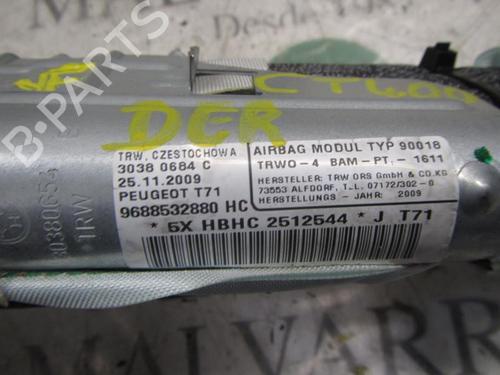 DER
TRW, CZESTOCHOWA
3038 0684 C
25.11.2009
PEUGEOT T71
9688532880 HC
* 5X HBHC 2512544 * J T71
AIRBAG MODUL TYP 90018
TRWO-4 BAM-PT.-1611
HERSTELLER: TRW ORS GmbH & CO.KG
73553 ALFDORF, T.L. 07172/302-0
HERSTELLUNGS - JAHR: 2009
TRW
B-PARTS
MALVAR